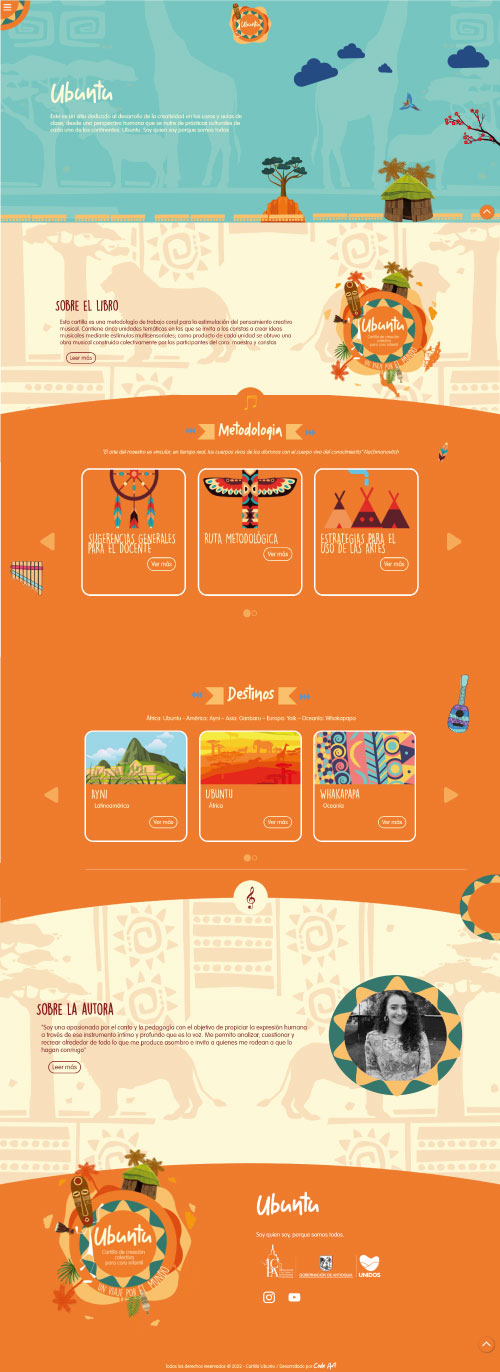 Ubuntu
Ubuntu
Este es un sitio dedicado al desarrollo de la creatividad en los coros y aulas de
clase, desde una perspectiva humana que se nutre de prácticas culturales de
cada uno de los continentes. Ubuntu: Soy quien soy porque somos todos.
SOBRE EL LIBRO
Esta cartilla es una metodología de trabajo coral para la estimulación del pensamiento creativo
musical. Contiene cinco unidades temáticas en las que se invita a los coristas a crear ideas
musicales mediante estímulos multisensoriales; como producto de cada unidad se obtuvo una
obra musical construida colectivamente por los participantes del coro: maestro y coristas.
Leer más
Ubuntu
Cartilla de creación
colectiva
para coro infantil
UN VIAJE POR EL MUNDO
Metodología
"El arte del maestro es vincular, en tiempo real, los cuerpos vivos de los alumnos con el cuerpo vivo del conocimiento" Nachmanovitch
SUGERENCIAS GENERALES
PARA EL DOCENTE
Ver más
RUTA METODOLÓGICA
Ver más
ESTRATEGIAS PARA EL
USO DE LAS ARTES
Ver más
Destinos
África: Ubuntu - América: Ayni - Asia: Ganbaru - Europa: Yolk - Oceanía: Whakapapa
AYNI
Latinoamérica
Ver más
UBUNTU
África
Ver más
WHAKAPAPA
Oceanía
Ver más
SOBRE LA AUTORA
"Soy una apasionada por el canto y la pedagogía con el objetivo de propiciar la expresión humana
a través de ese instrumento íntimo y profundo que es la voz. Me permito analizar, cuestionar y
recrear alrededor de todo lo que me produce asombro e invito a quienes me rodean a que lo
hagan conmigo"
Leer más
Ubuntu
Cartilla de creación
colectiva
para coro infantil
UN VIAJE POR EL MUNDO
Ubuntu
Soy quien soy, porque somos todos.
GOBERNACIÓN DE ANTIOQUIA
UNIDOS
Todos los derechos reservados © 2022 - Cartilla Ubuntu / Desarrollado por Code Art